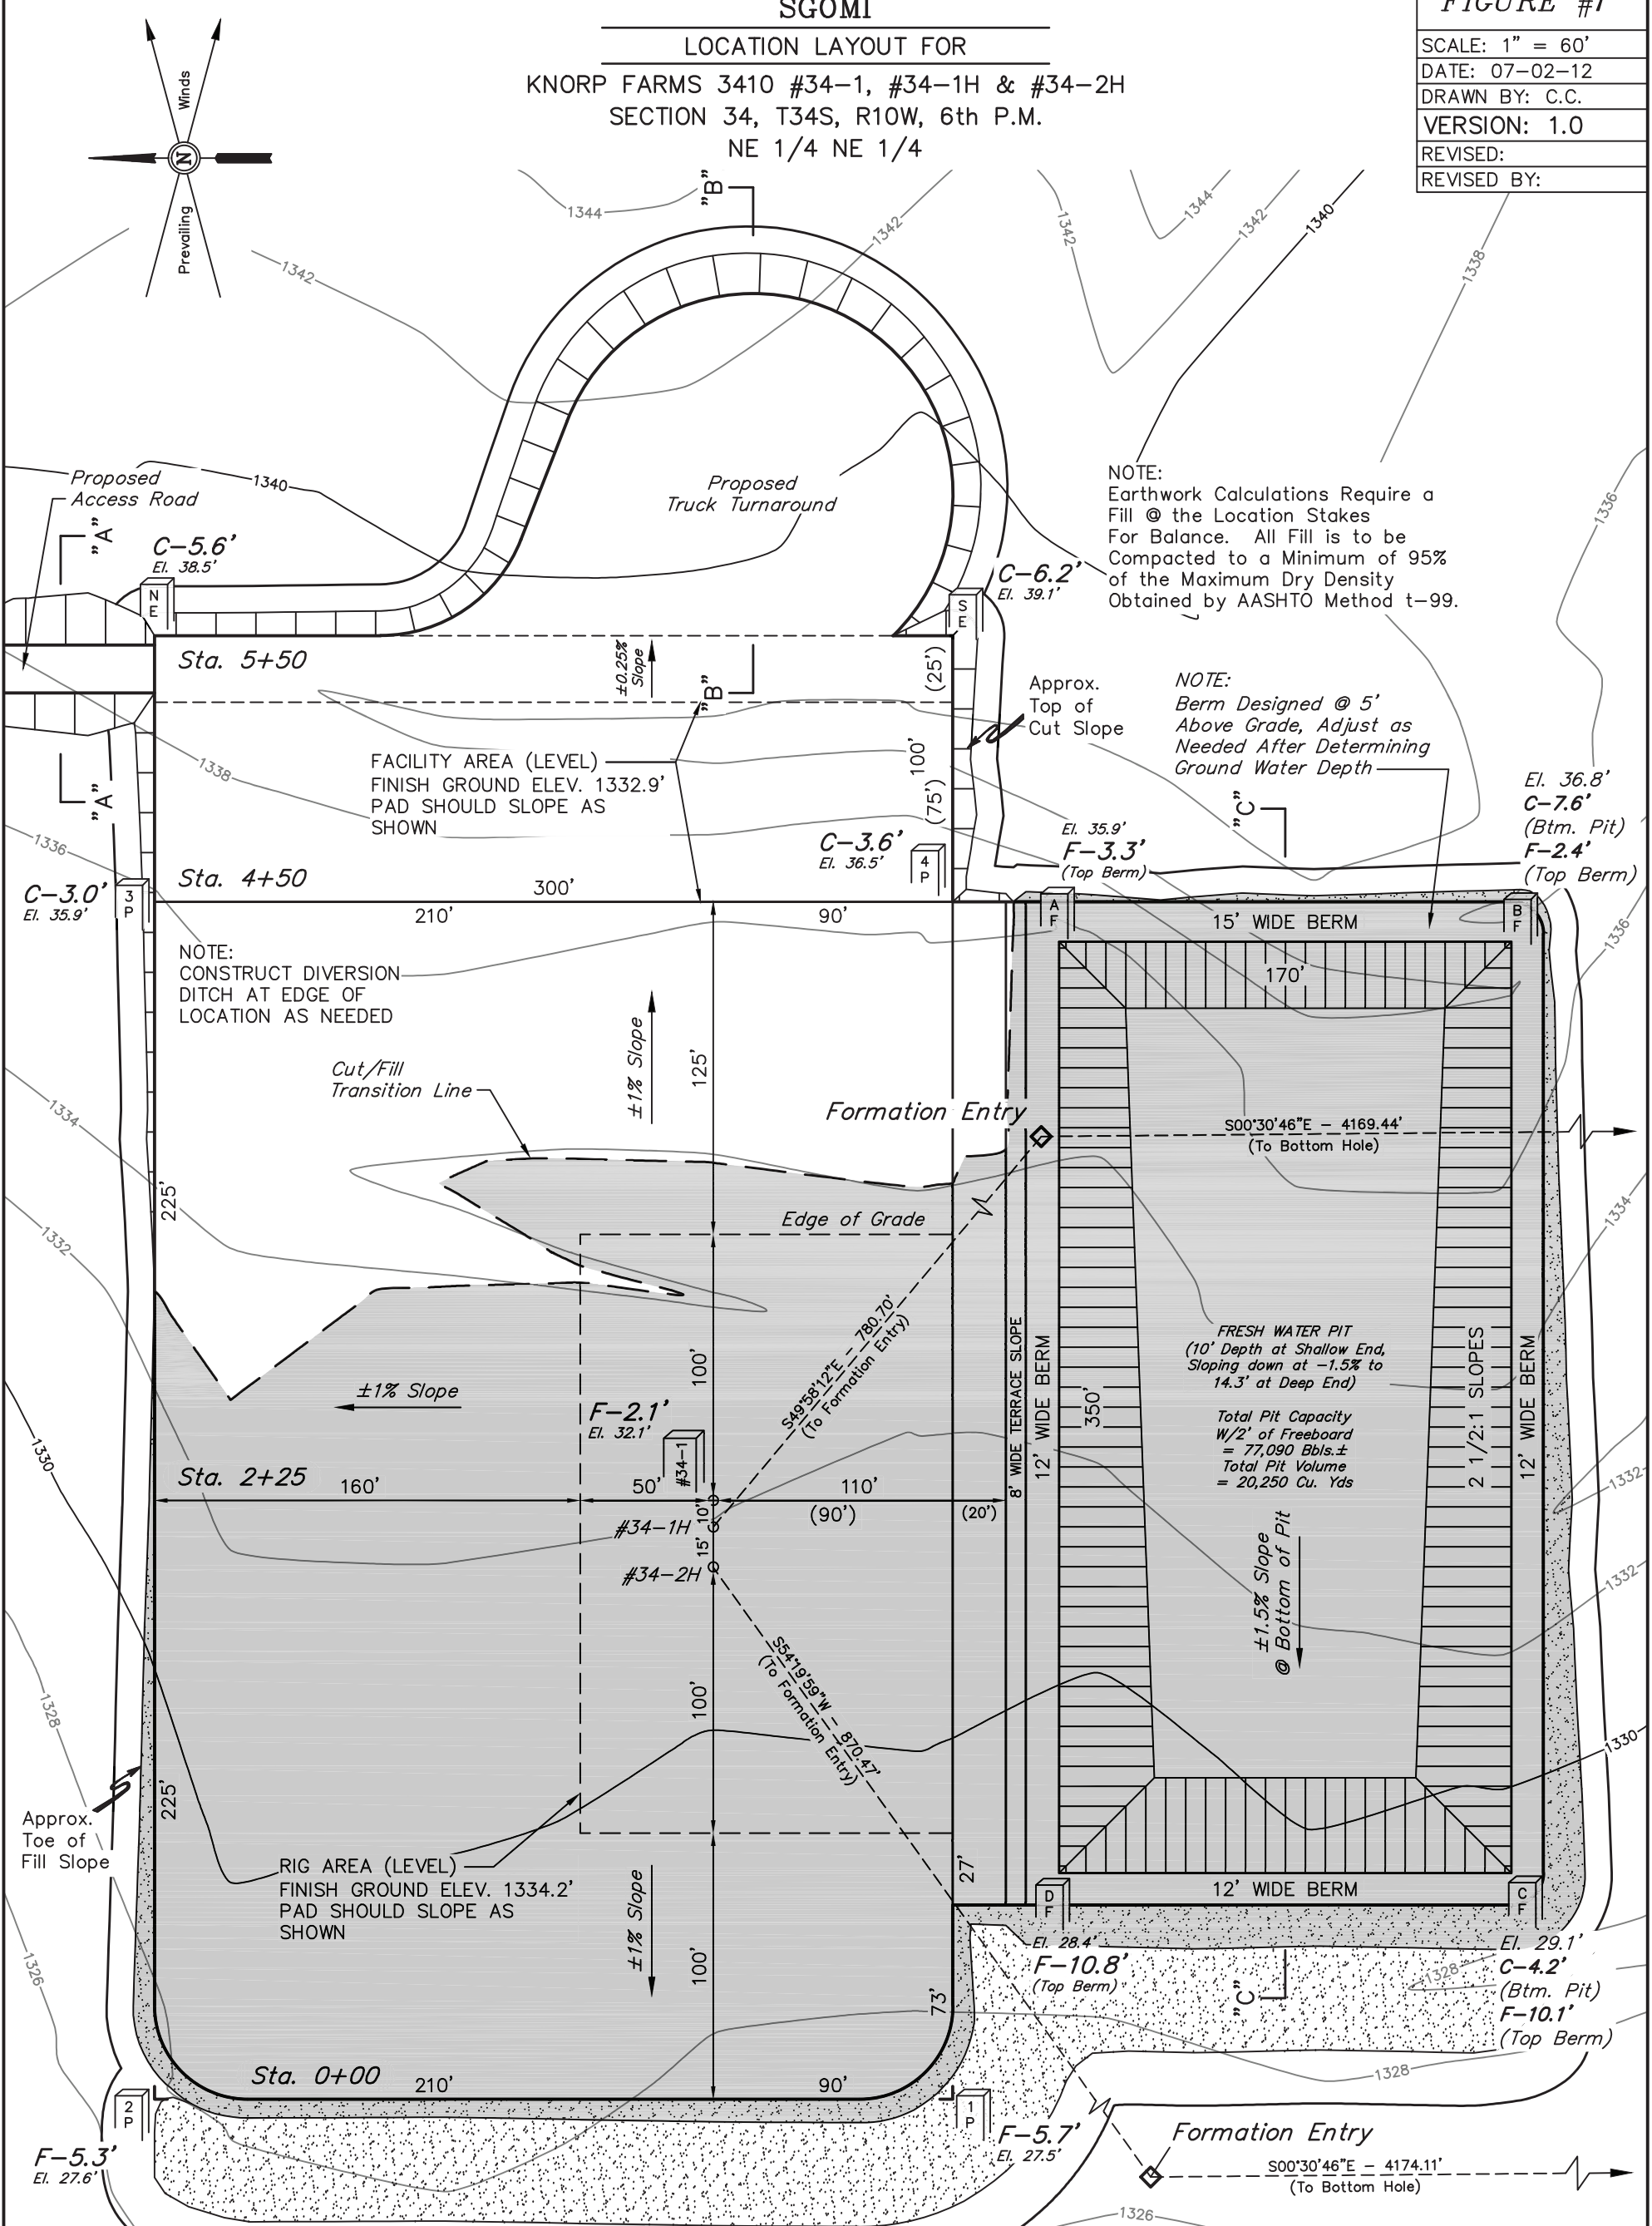 SGOMI
LOCATION LAYOUT FOR
KNORP FARMS 3410 #34-1, #34-1H & #34-2H
SECTION 34, T34S, R10W, 6th P.M.
NE 1/4 NE 1/4
SCALE: 1" = 60'
DATE: 07-02-12
DRAWN BY: C.C.
VERSION: 1.0
REVISED:
REVISED BY:
Winds
N
Prevailing
"B"
1344
1342
1342
1342
1344
1342
1340
1338
1336
1340
Proposed
Access Road
"A"
C-5.6'
El. 38.5'
N
E
Proposed
Truck Turnaround
C-6.2'
El. 39.1'
S
E
NOTE:
Earthwork Calculations Require a
Fill @ the Location Stakes
For Balance. All Fill is to be
Compacted to a Minimum of 95%
of the Maximum Dry Density
Obtained by AASHTO Method t-99.
Sta. 5+50
±0.25%
Slope
"B"
(25')
100'
(75')
Approx.
Top of
Cut Slope
NOTE:
Berm Designed @ 5'
Above Grade, Adjust as
Needed After Determining
Ground Water Depth
FACILITY AREA (LEVEL)
FINISH GROUND ELEV. 1332.9'
PAD SHOULD SLOPE AS
SHOWN
1338
"A"
1336
"C"
El. 36.8'
C-7.6'
(Btm. Pit)
F-2.4'
(Top Berm)
El. 35.9'
F-3.3'
(Top Berm)
C-3.6'
El. 36.5'
4
P
Sta. 4+50
300'
C-3.0'
El. 35.9'
3
P
210'
90'
A
F
15' WIDE BERM
B
F
1336
170'
NOTE:
CONSTRUCT DIVERSION
DITCH AT EDGE OF
LOCATION AS NEEDED
±1% Slope
125'
Cut/Fill
Transition Line
1334
Formation Entry
S00°30'46"E - 4169.44'
(To Bottom Hole)
225'
Edge of Grade
1332
1334
S49°58'12"E - 780.70'
(To Formation Entry)
100'
8' WIDE TERRACE SLOPE
12' WIDE BERM
350'
FRESH WATER PIT
(10' Depth at Shallow End,
Sloping down at -1.5% to
14.3' at Deep End)
Total Pit Capacity
W/2' of Freeboard
= 77,090 Bbls.±
Total Pit Volume
= 20,250 Cu. Yds
2 1/2:1 SLOPES
12' WIDE BERM
±1% Slope
F-2.1'
El. 32.1'
#34-1
1330
Sta. 2+25
160'
50'
110'
(90')
(20')
10'
#34-1H
15'
#34-2H
1332
1332
±1.5% Slope
@ Bottom of Pit
S54°19'59"W - 870.47'
(To Formation Entry)
100'
1328
1330
225'
Approx.
Toe of
Fill Slope
RIG AREA (LEVEL)
FINISH GROUND ELEV. 1334.2'
PAD SHOULD SLOPE AS
SHOWN
±1% Slope
100'
27'
12' WIDE BERM
D
F
C
F
1326
El. 28.4'
F-10.8'
(Top Berm)
"C"
1328
El. 29.1'
C-4.2'
(Btm. Pit)
F-10.1'
(Top Berm)
73'
Sta. 0+00
210'
90'
1328
2
P
1
P
F-5.3'
El. 27.6'
F-5.7'
El. 27.5'
Formation Entry
S00°30'46"E - 4174.11'
(To Bottom Hole)
1326